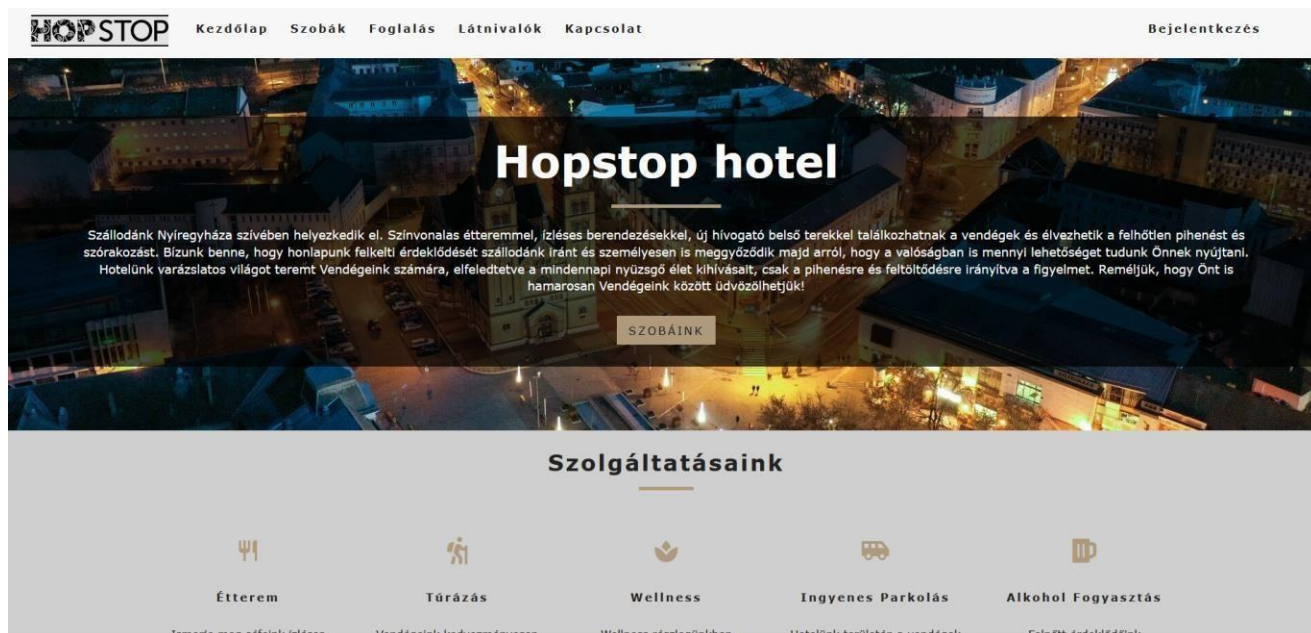 HOPSTOP Kezdőlap Szobák Foglalás Látnivalók Kapcsolat Bejelentkezés
Hopstop hotel
Szállodánk Nyíregyháza szívében helyezkedik el. Színvonalas étteremmel, ízléses berendezésekkel, új hívogató belső terekkel találkozhatnak a vendégek és élvezhetik a felhőtlen pihenést és
szórakozást. Bízunk benne, hogy honlapunk felkelti érdeklődését szállodánk iránt és személyesen is meggyőződik majd arról, hogy a valóságban is mennyi lehetőséget tudunk Önnek nyújtani.
Hotelünk varázslatos világot teremt Vendégeink számára, elfeledtetve a mindennapi nyüzsgő élet kihívásait, csak a pihenésre és feltöltődésre irányítva a figyelmet. Reméljük, hogy Önt is
hamarosan Vendégeink között üdvözölhetjük!
SZOBÁINK
Szolgáltatásaink
Étterem Túrázás Wellness Ingyenes Parkolás Alkohol Fogyasztás